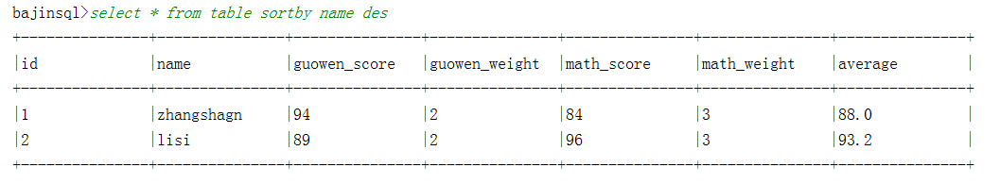 bajinsql>select * from table sortby name des
+--------------+--------------+--------------+--------------+--------------+--------------+--------------+
|id            |name          |guowen_score  |guowen_weight |math_score    |math_weight   |average       |
+--------------+--------------+--------------+--------------+--------------+--------------+--------------+
|1             |zhangshagn    |94            |2             |84            |3             |88.0          |
|2             |lisi          |89            |2             |96            |3             |93.2          |
+--------------+--------------+--------------+--------------+--------------+--------------+--------------+